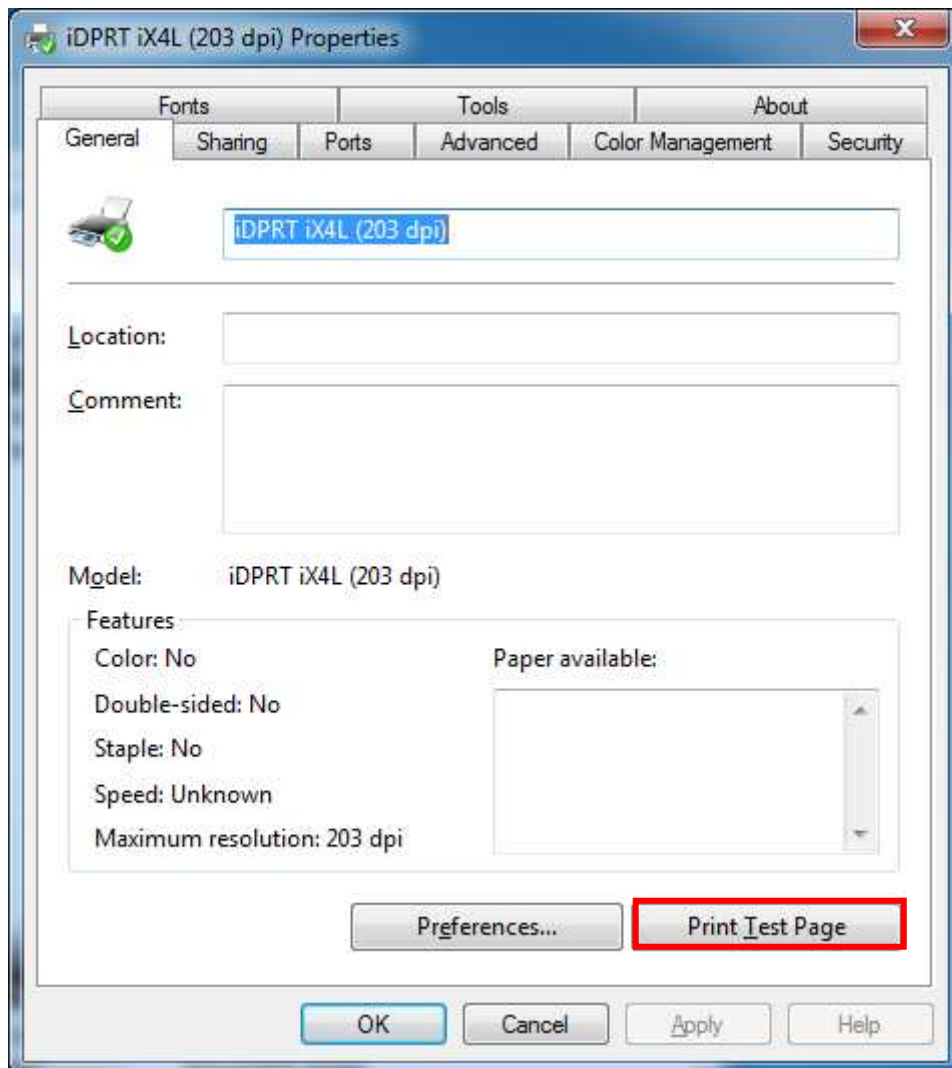 iDPRT iX4L (203 dpi) Properties
Fonts Tools About
General Sharing Ports Advanced Color Management Security
iDPRT iX4L (203 dpi)
Location:
Comment:
Model: iDPRT iX4L (203 dpi)
Features
Color: No Paper available:
Double-sided: No
Staple: No
Speed: Unknown
Maximum resolution: 203 dpi
Preferences... Print Test Page
OK Cancel Apply Help